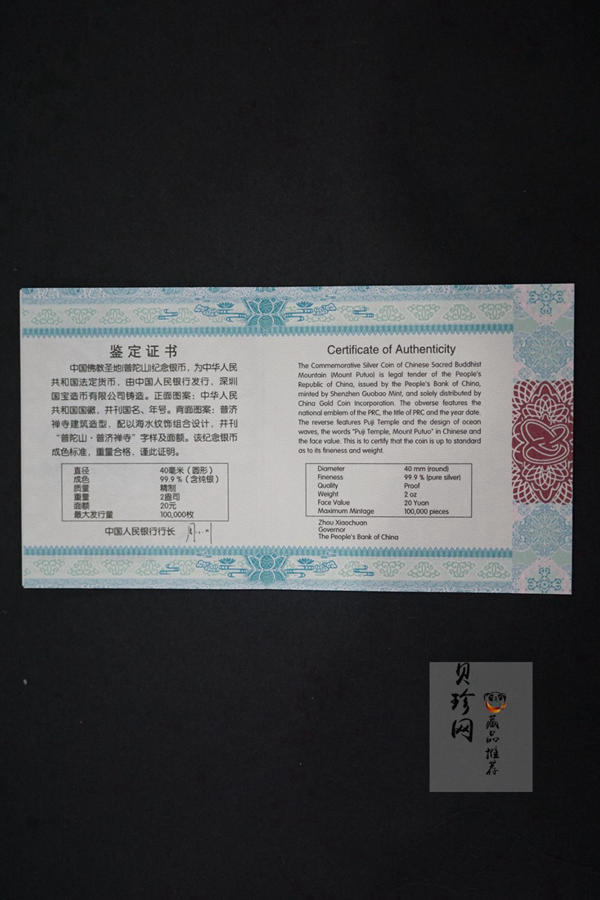 鉴定证书
中国佛教圣地(普陀山)纪念银币，为中华人民
共和国法定货币，由中国人民银行发行，深圳
国宝造币有限公司铸造。正面图案：中华人民
共和国国徽，并刊国名、年号。背面图案：普济
禅寺建筑造型，配以海水纹饰组合设计，并刊
“普陀山·普济禅寺”字样及面额。该纪念银币
成色标准，重量合格，谨此证明。
直径 40毫米（圆形）
成色 99.9％（含纯银）
质量 精制
重量 2盎司
面额 20元
最大发行量 100,000枚
中国人民银行行长
Certificate of Authenticity
The Commemorative Silver Coin of Chinese Sacred Buddhist
Mountain (Mount Putuo) is legal tender of the People's
Republic of China, issued by the People's Bank of China,
minted by Shenzhen Guobao Mint, and solely distributed by
China Gold Coin Incorporation. The obverse features the
national emblem of the PRC, the title of PRC and the year date.
The reverse features Puji Temple and the design of ocean
waves, the words "Puji Temple, Mount Putuo" in Chinese and
the face value. This is to certify that the coin is up to standard
as to its fineness and weight.
Diameter 40 mm (round)
Fineness 99.9 % (pure silver)
Quality Proof
Weight 2 oz
Face Value 20 Yuan
Maximum Mintage 100,000 pieces
Zhou Xiaochuan
Governor
The People's Bank of China
贝珍网
藏品推荐